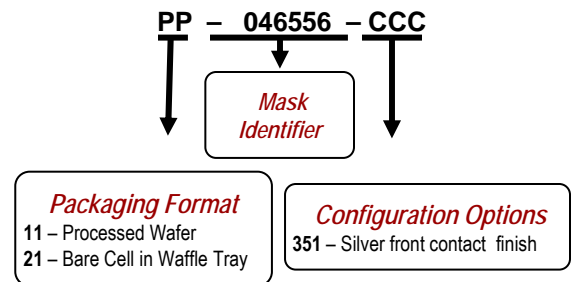 PP – 046556 – CCC
Mask
Identifier
Packaging Format
11 – Processed Wafer
21 – Bare Cell in Waffle Tray
Configuration Options
351 – Silver front contact finish